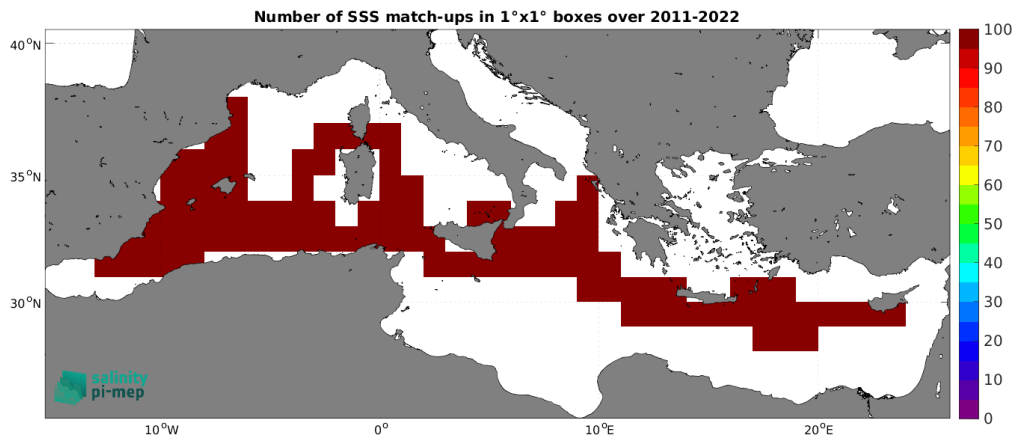 Number of SSS match-ups in 1°x1° boxes over 2011-2022
40°N
35°N
30°N
10°W
0°
10°E
20°E
100
90
80
70
60
50
40
30
20
10
0
salinity
pi-mep